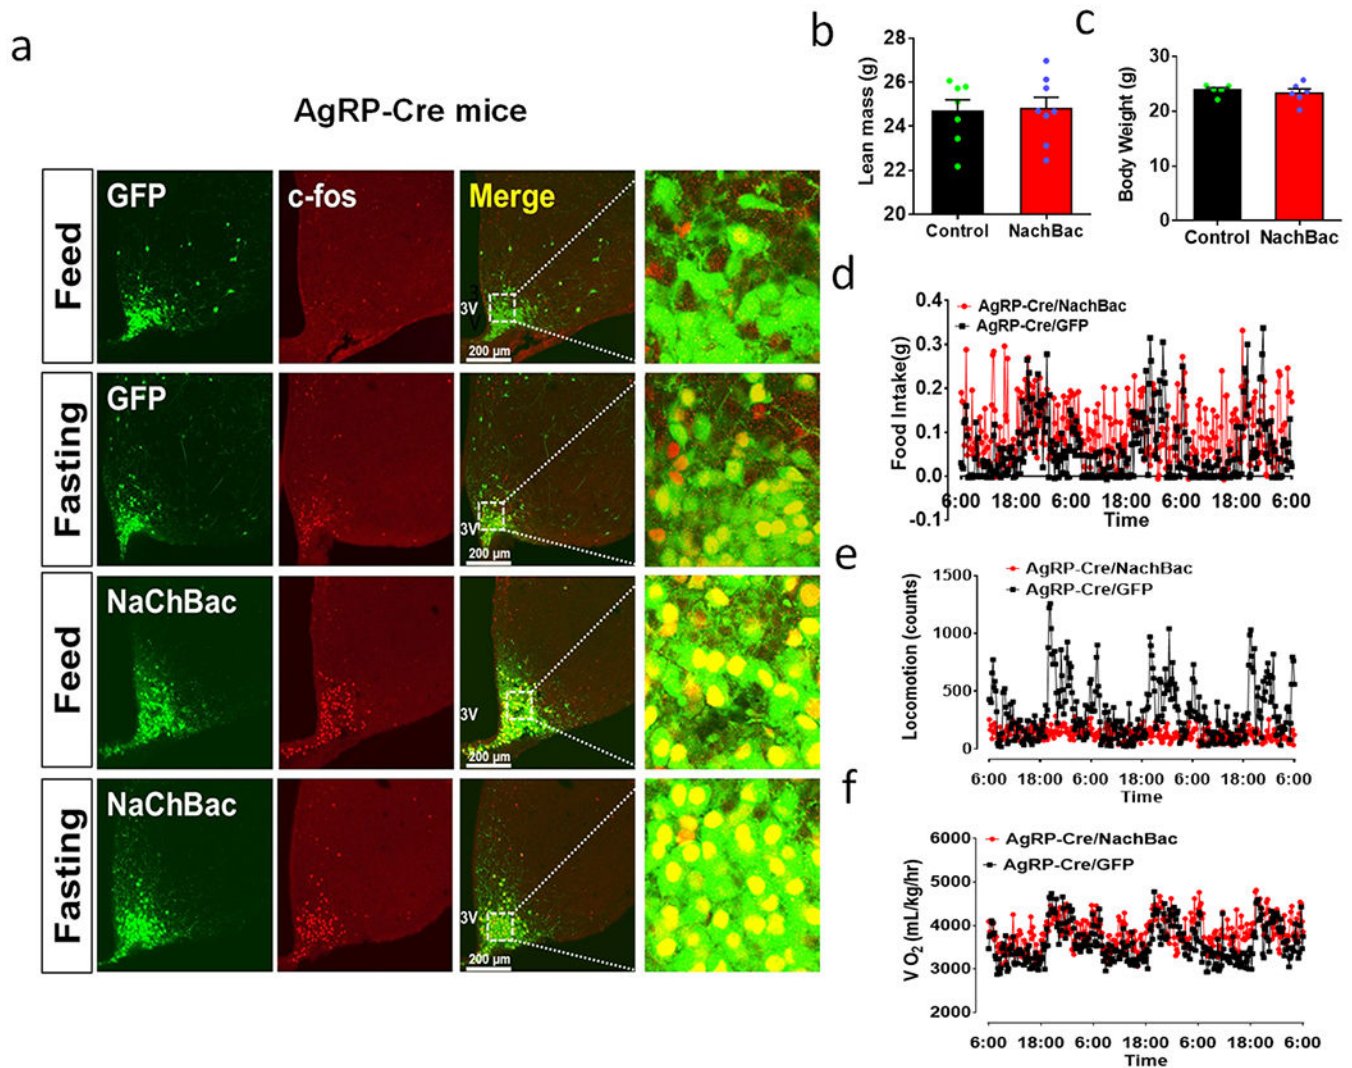 a
AgRP-Cre mice
Feed
GFP
c-fos
Merge
3V
200 µm
Fasting
GFP
3V
200 µm
Feed
NaChBac
3V
200 µm
Fasting
NaChBac
3V
200 µm
b
Lean mass (g)
28
26
24
22
20
Control
NachBac
c
Body Weight (g)
30
20
10
0
Control
NachBac
d
AgRP-Cre/NachBac
AgRP-Cre/GFP
Food Intake(g)
0.4
0.3
0.2
0.1
0.0
-0.1
6:00 18:00 6:00 18:00 6:00 18:00 6:00
Time
e
AgRP-Cre/NachBac
AgRP-Cre/GFP
Locomotion (counts)
1500
1000
500
0
6:00 18:00 6:00 18:00 6:00 18:00 6:00
Time
f
AgRP-Cre/NachBac
AgRP-Cre/GFP
V O2 (mL/kg/hr)
6000
5000
4000
3000
2000
6:00 18:00 6:00 18:00 6:00 18:00 6:00
Time